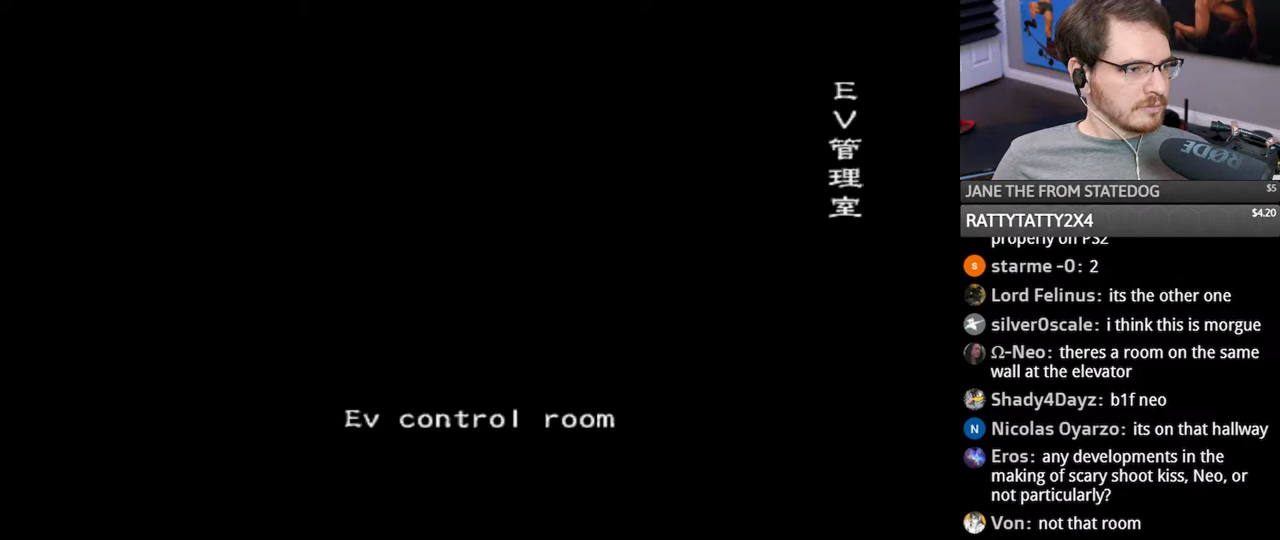 EV管理室
Ev control room
RØDE
JANE THE FROM STATEDOG $5
RATTYTATTY2X4 $4.20
properly on PS2
starme -0: 2
Lord Felinus: its the other one
silver0scale: i think this is morgue
Ω-Neo: theres a room on the same
wall at the elevator
Shady4Dayz: b1f neo
N Nicolas Oyarzo: its on that hallway
Eros: any developments in the
making of scary shoot kiss, Neo, or
not particularly?
Von: not that room